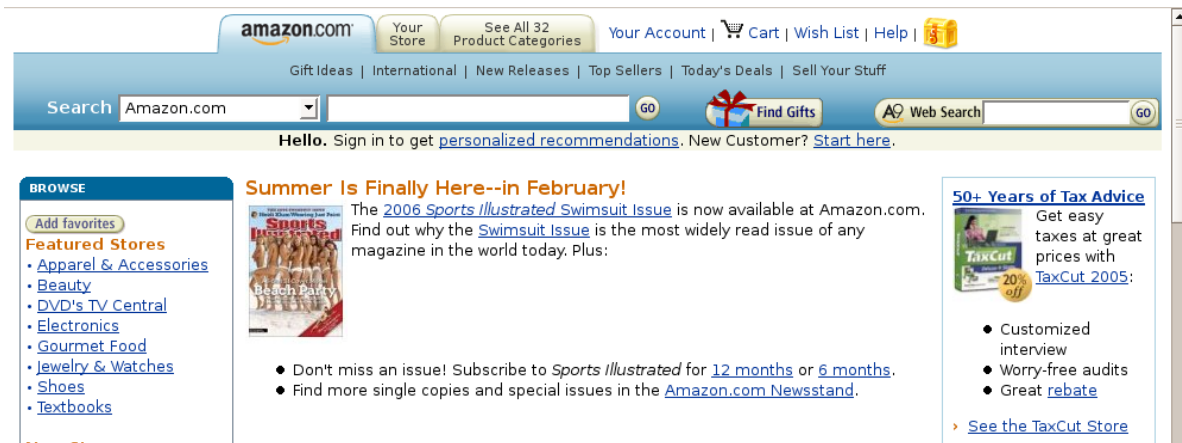 amazon.com
Your Store
See All 32 Product Categories
Your Account | Cart | Wish List | Help |
Gift Ideas | International | New Releases | Top Sellers | Today's Deals | Sell Your Stuff
Search Amazon.com GO Find Gifts A9 Web Search GO
Hello. Sign in to get personalized recommendations. New Customer? Start here.
BROWSE
Add favorites
Featured Stores
• Apparel & Accessories
• Beauty
• DVD's TV Central
• Electronics
• Gourmet Food
• Jewelry & Watches
• Shoes
• Textbooks
Summer Is Finally Here--in February!
Sports Illustrated
Beach Party
The 2006 Sports Illustrated Swimsuit Issue is now available at Amazon.com.
Find out why the Swimsuit Issue is the most widely read issue of any
magazine in the world today. Plus:
• Don't miss an issue! Subscribe to Sports Illustrated for 12 months or 6 months.
• Find more single copies and special issues in the Amazon.com Newsstand.
50+ Years of Tax Advice
TaxCut
20% off
Get easy
taxes at great
prices with
TaxCut 2005:
• Customized
interview
• Worry-free audits
• Great rebate
› See the TaxCut Store